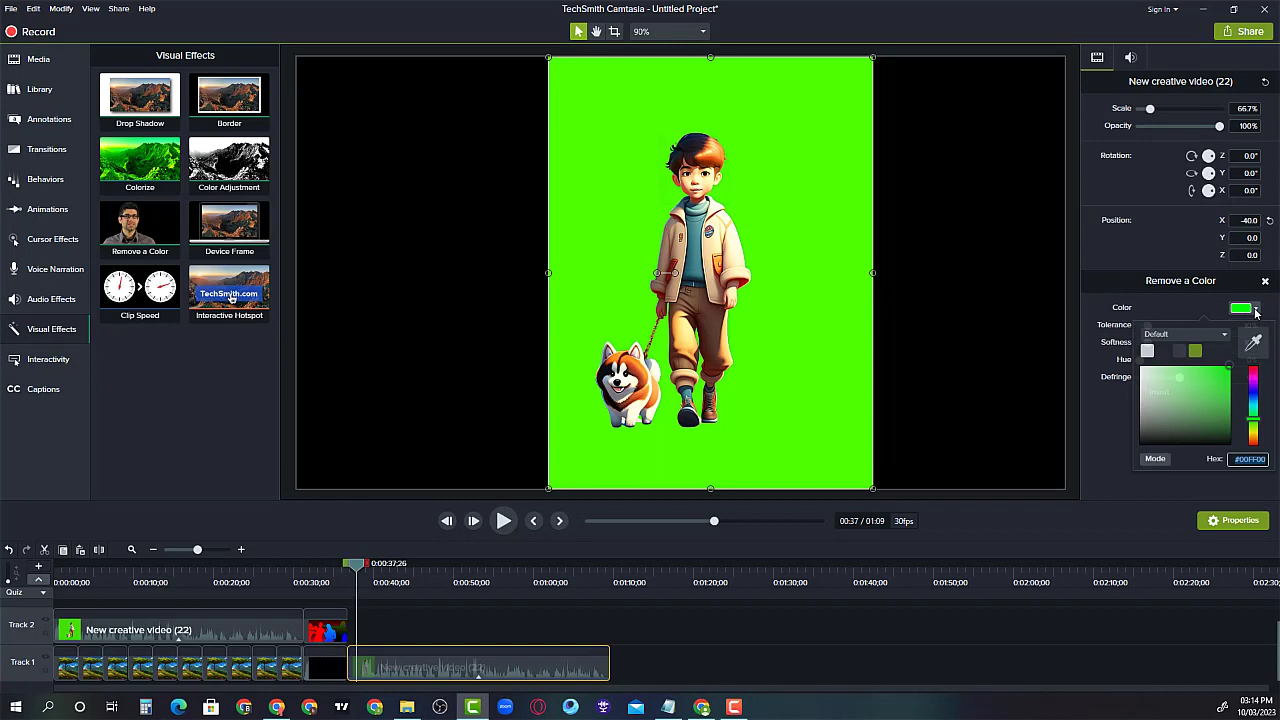 File Edit Modify View Share Help TechSmith Camtasia - Untitled Project* Sign In
Record 90% Share
Media
Library
Annotations
Transitions
Behaviors
Animations
Cursor Effects
Voice Narration
Audio Effects
Visual Effects
Interactivity
CC Captions
Visual Effects
Drop Shadow Border
Colorize Color Adjustment
Remove a Color Device Frame
TechSmith.com
Clip Speed Interactive Hotspot
New creative video (22)
Scale 66.7%
Opacity 100%
Rotation: Z 0.0°
Y 0.0°
X 0.0°
Position: X -40.0
Y 0.0
Z 0.0
Remove a Color
Color
Tolerance
Softness
Hue
Defringe
Default
Invert
Mode Hex: #00FF00
00:37 / 01:09 30fps
Properties
0:00:37;26
0:00:00;00 0:00:10;00 0:00:20;00 0:00:30;00 0:00:40;00 0:00:50;00 0:01:00;00 0:01:10;00 0:01:20;00 0:01:30;00 0:01:40;00 0:01:50;00 0:02:00;00 0:02:10;00 0:02:20;00
Quiz
Track 2 New creative video (22)
Track 1 New creative video (22)
zoom
03:14 PM
10/03/2023